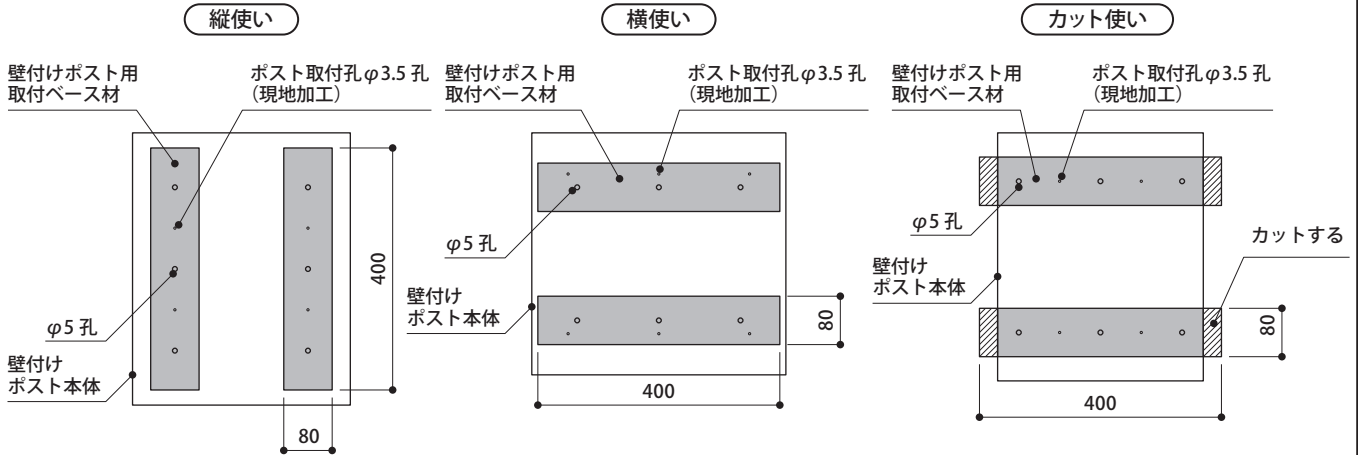 縦使い
壁付けポスト用
取付ベース材
ポスト取付孔φ3.5孔
(現地加工)
φ5孔
壁付け
ポスト本体
400
80
横使い
壁付けポスト用
取付ベース材
ポスト取付孔φ3.5孔
(現地加工)
φ5孔
壁付け
ポスト本体
80
400
カット使い
壁付けポスト用
取付ベース材
ポスト取付孔φ3.5孔
(現地加工)
φ5孔
カットする
壁付け
ポスト本体
80
400